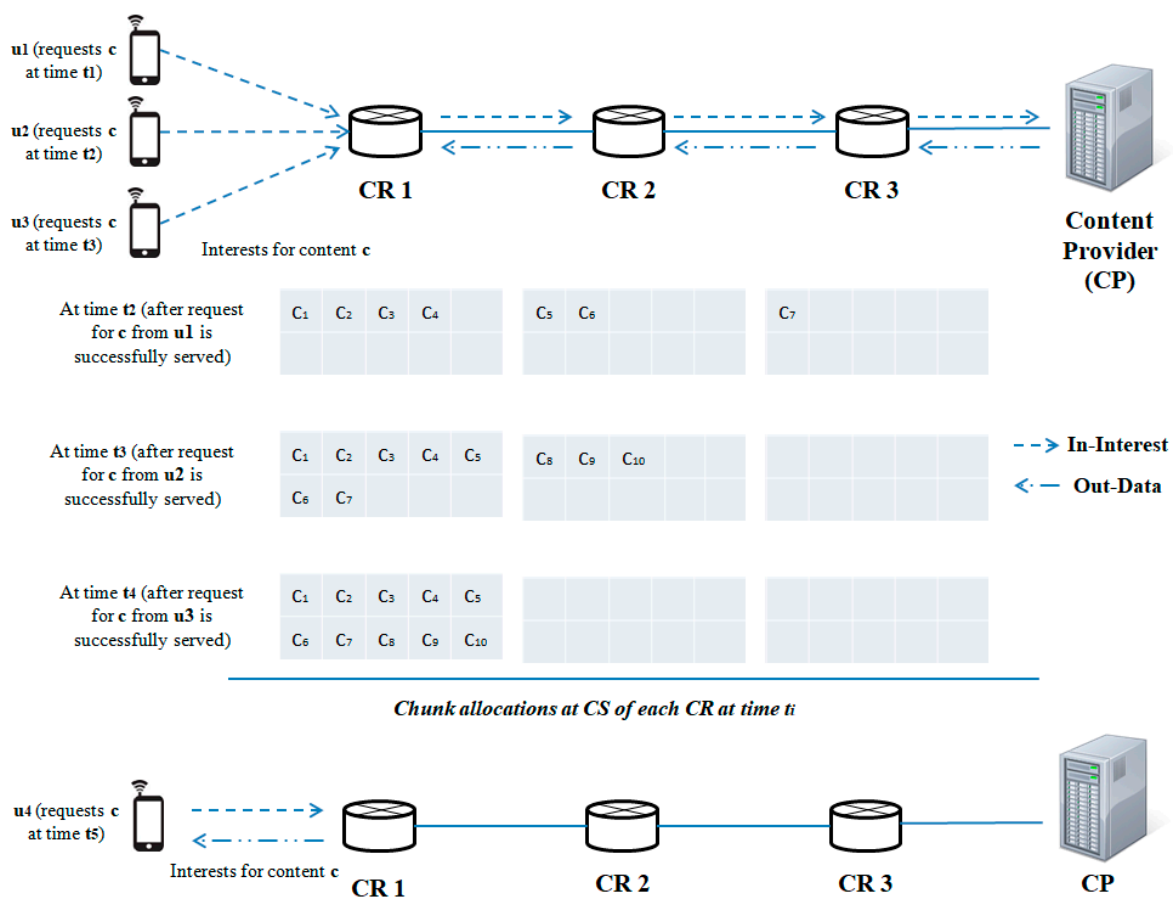 u1 (requests c
at time t1)
u2 (requests c
at time t2)
u3 (requests c
at time t3)
CR 1
CR 2
CR 3
Interests for content c
Content
Provider
(CP)
At time t2 (after request
for c from u1 is
successfully served)
C1 C2 C3 C4
C5 C6
C7
At time t3 (after request
for c from u2 is
successfully served)
C1 C2 C3 C4 C5
C6 C7
C8 C9 C10
In-Interest
Out-Data
At time t4 (after request
for c from u3 is
successfully served)
C1 C2 C3 C4 C5
C6 C7 C8 C9 C10
Chunk allocations at CS of each CR at time ti
u4 (requests c
at time t5)
Interests for content c
CR 1
CR 2
CR 3
CP